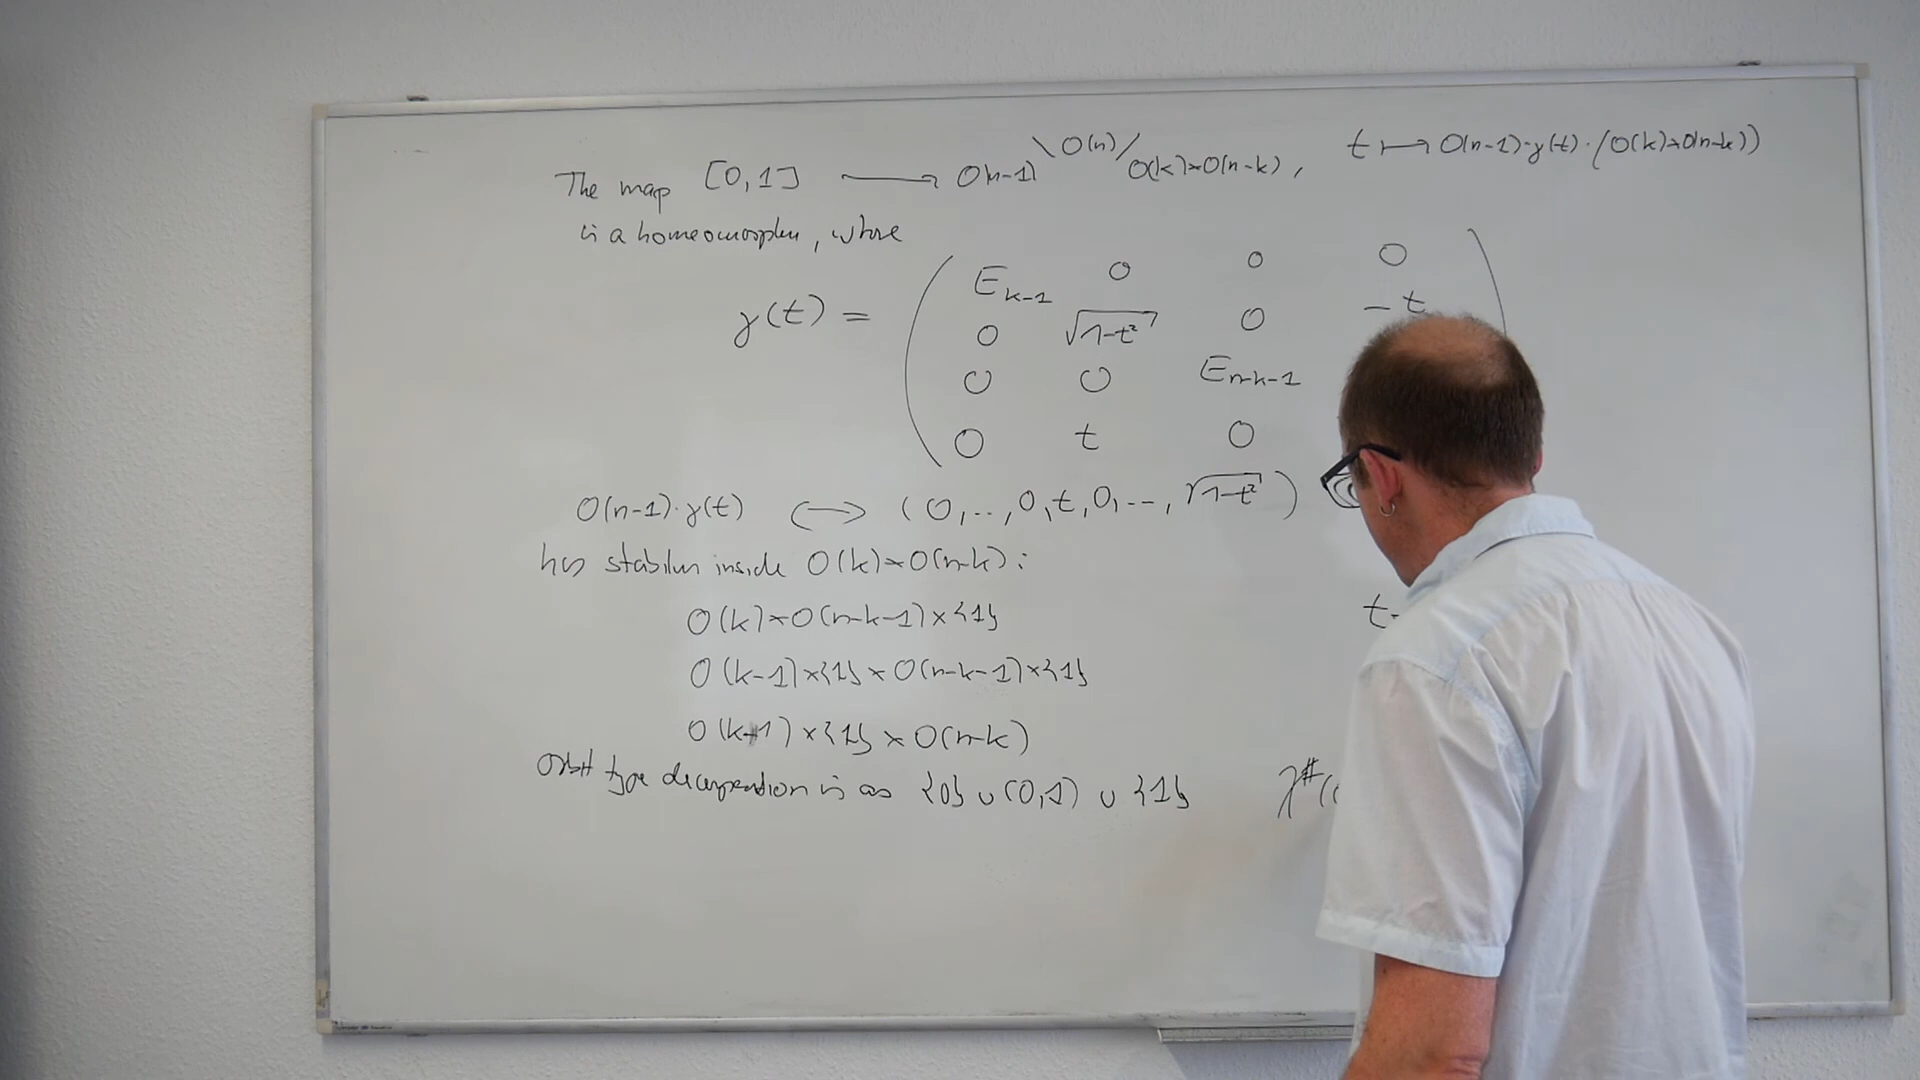 The map [0,1] ⟶ O(n-1)\O(n)/O(k)×O(n-k), t ↦ O(n-1)·γ(t)·(O(k)×O(n-k))
is a homeomorphism, where
γ(t) = ( E_{k-1} 0 0 0
0 √(1-t²) 0 -t
0 0 E_{n-k-1}
0 t 0
O(n-1)·γ(t) ⟷ (0,..,0,t,0,--,√(1-t²))
has stabilizer inside O(k)×O(n-k):
O(k)×O(n-k-1)×{1} t-
O(k-1)×{1}×O(n-k-1)×{1}
O(k-1)×{1}×O(n-k)
Orbit type decomposition is as {0} ∪ (0,1) ∪ {1}